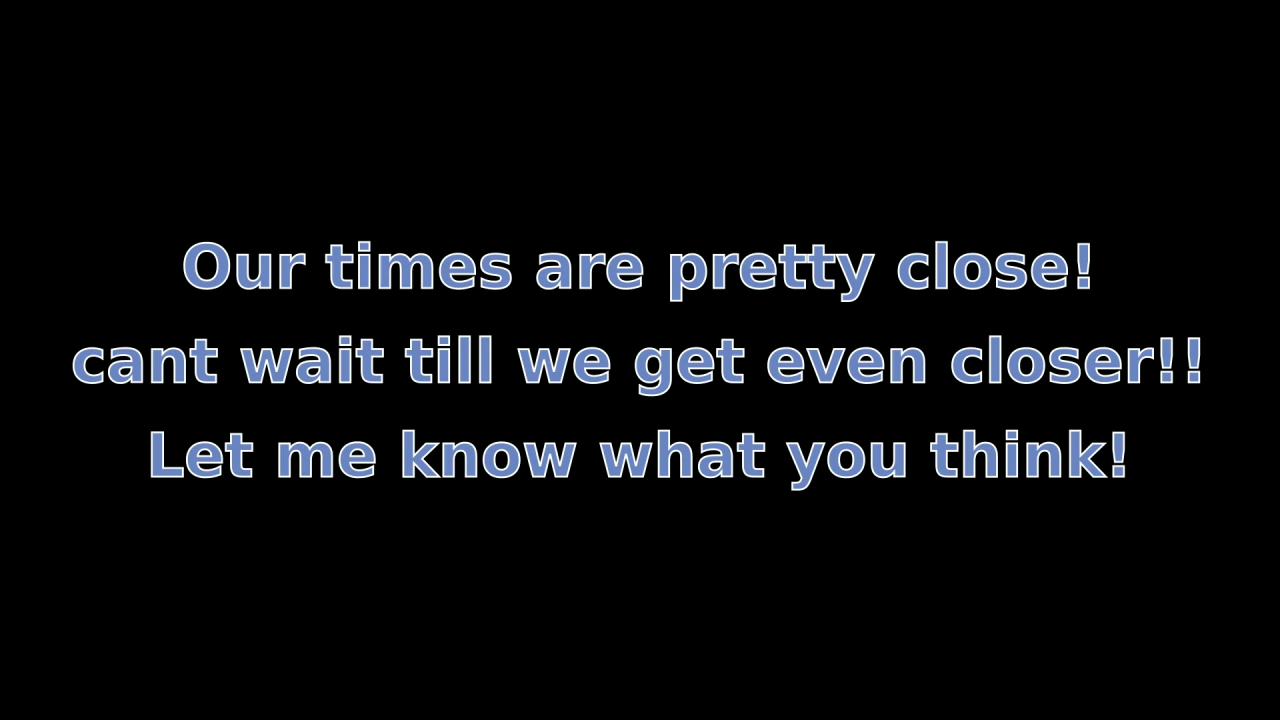 Our times are pretty close!
cant wait till we get even closer!!
Let me know what you think!